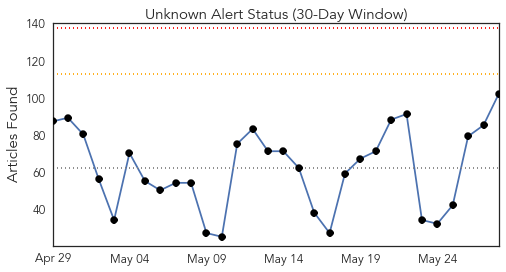 Unknown Alert Status (30-Day Window)
Articles Found
140
120
100
80
60
40
Apr 29
May 04
May 09
May 14
May 19
May 24